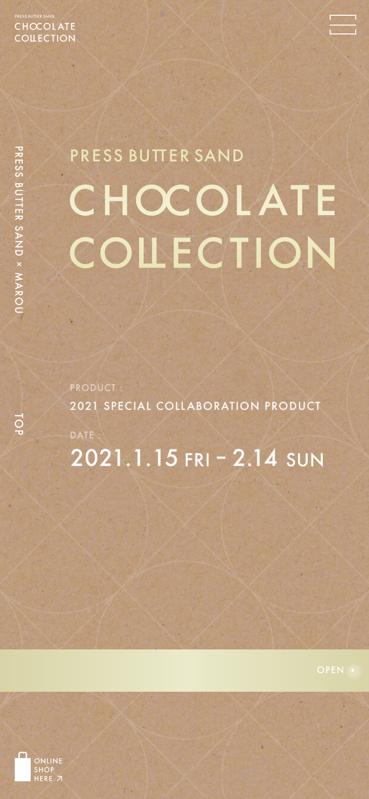 PRESS BUTTER SAND
CHOCOLATE
COLLECTION
PRESS BUTTER SAND × MAROU
TOP
PRESS BUTTER SAND
CHOCOLATE
COLLECTION
PRODUCT :
2021 SPECIAL COLLABORATION PRODUCT
DATE :
2021.1.15 FRI – 2.14 SUN
OPEN
ONLINE
SHOP
HERE ↗